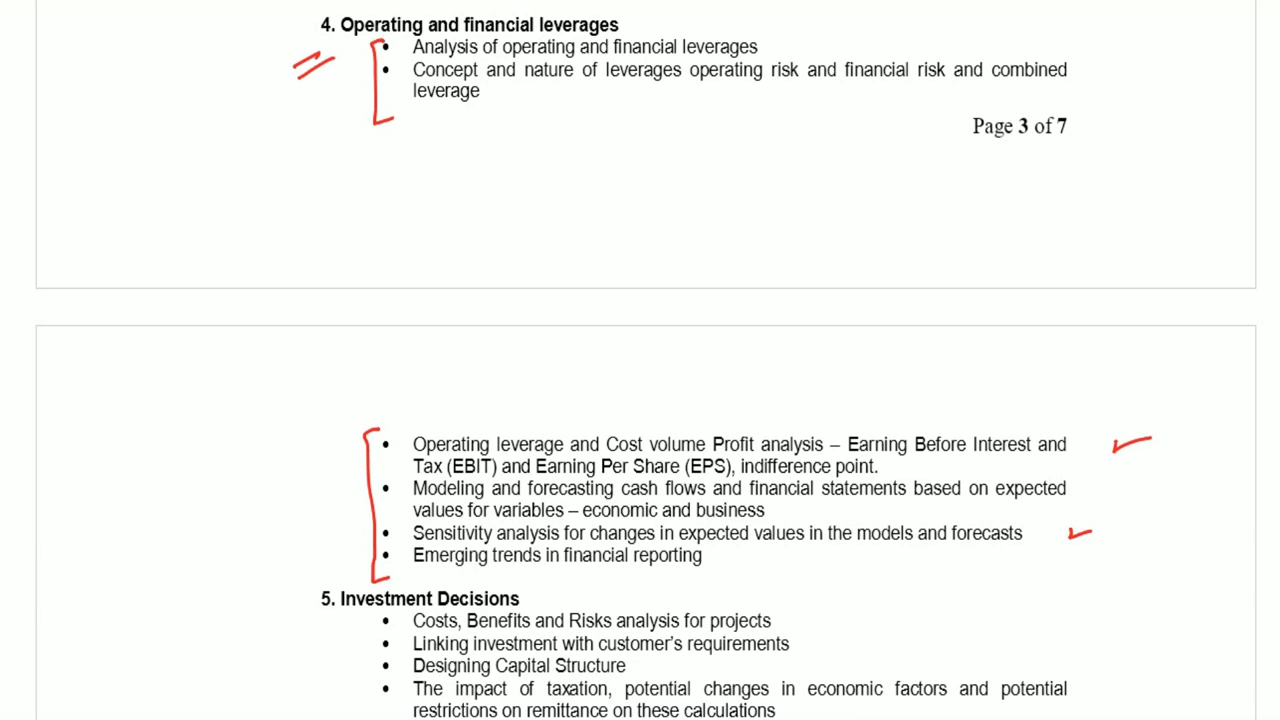 4. Operating and financial leverages
• Analysis of operating and financial leverages
• Concept and nature of leverages operating risk and financial risk and combined
leverage
Page 3 of 7
• Operating leverage and Cost volume Profit analysis – Earning Before Interest and
Tax (EBIT) and Earning Per Share (EPS), indifference point.
• Modeling and forecasting cash flows and financial statements based on expected
values for variables – economic and business
• Sensitivity analysis for changes in expected values in the models and forecasts
• Emerging trends in financial reporting
5. Investment Decisions
• Costs, Benefits and Risks analysis for projects
• Linking investment with customer's requirements
• Designing Capital Structure
• The impact of taxation, potential changes in economic factors and potential
restrictions on remittance on these calculations